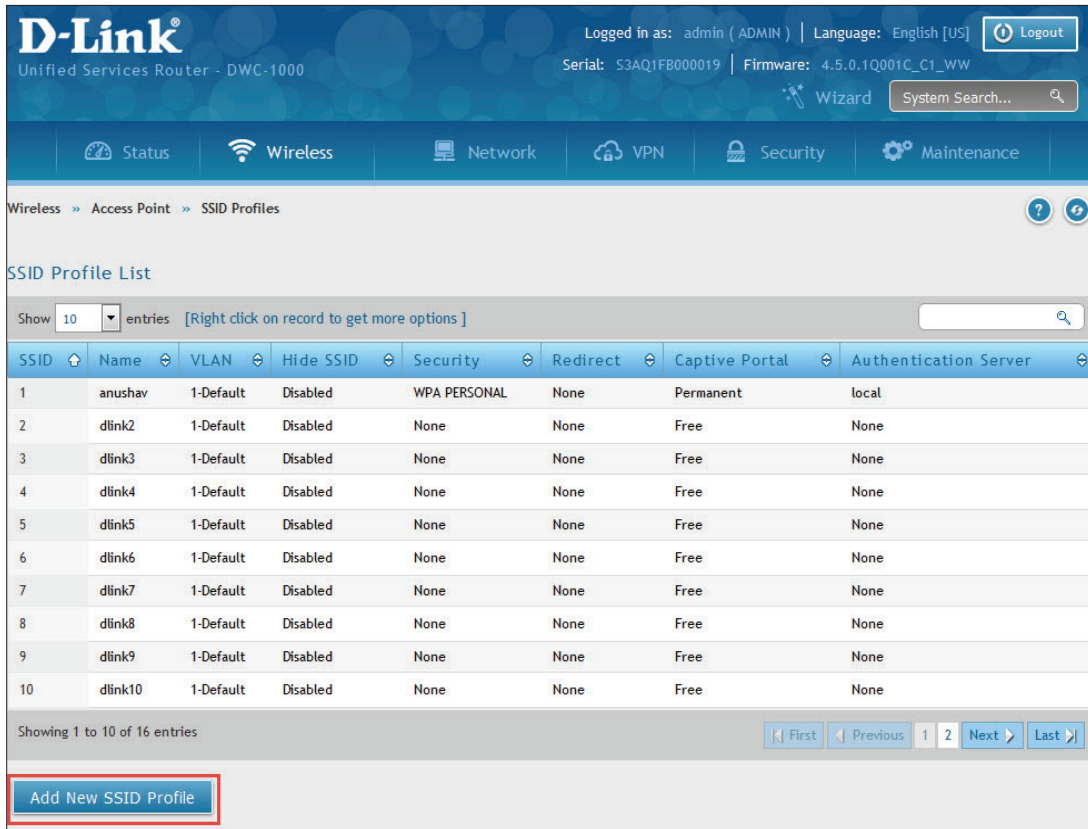 D-Link®
Unified Services Router - DWC-1000
Logged in as: admin ( ADMIN ) | Language: English [US]
Logout
Serial: S3AQ1FB000019 | Firmware: 4.5.0.1Q001C_C1_WW
Wizard
System Search...
Status Wireless Network VPN Security Maintenance
Wireless » Access Point » SSID Profiles
?
SSID Profile List
Show 10 entries [Right click on record to get more options ]
SSID Name VLAN Hide SSID Security Redirect Captive Portal Authentication Server
1 anushav 1-Default Disabled WPA PERSONAL None Permanent local
2 dlink2 1-Default Disabled None None Free None
3 dlink3 1-Default Disabled None None Free None
4 dlink4 1-Default Disabled None None Free None
5 dlink5 1-Default Disabled None None Free None
6 dlink6 1-Default Disabled None None Free None
7 dlink7 1-Default Disabled None None Free None
8 dlink8 1-Default Disabled None None Free None
9 dlink9 1-Default Disabled None None Free None
10 dlink10 1-Default Disabled None None Free None
Showing 1 to 10 of 16 entries
First Previous 1 2 Next Last
Add New SSID Profile